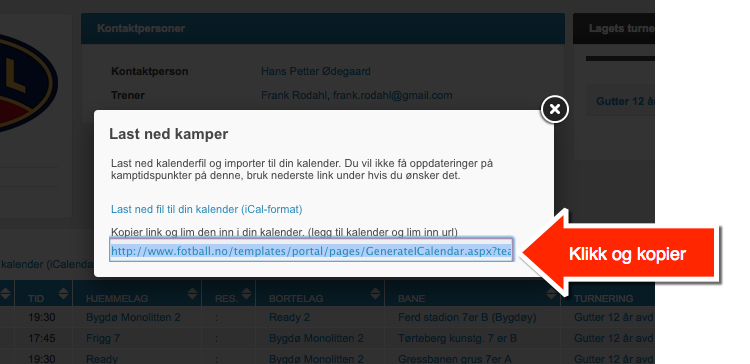 Kontaktpersoner
Lagets turne
Kontaktperson Hans Petter Ødegaard
Trener Frank Rodahl, frank.rodahl@gmail.com
Gutter 12 år
Last ned kamper
Last ned kalenderfil og importer til din kalender. Du vil ikke få oppdateringer på
kamptidspunkter på denne, bruk nederste link under hvis du ønsker det.
Last ned fil til din kalender (iCal-format)
Kopier link og lim den inn i din kalender. (legg til kalender og lim inn url)
http://www.fotball.no/templates/portal/pages/GenerateICalendar.aspx?tea
Klikk og kopier
kalender (iCalenda
TID HJEMMELAG RES. BORTELAG BANE TURNERING
19:30 Bygdø Monolitten 2 : Ready 2 Ferd stadion 7er B (Bygdøy) Gutter 12 år avd
17:45 Frigg 7 : Bygdø Monolitten 2 Tørteberg kunstg. 7 er B Gutter 12 år avd
19:30 Ready : Bygdø Monolitten 2 Gressbanen grus 7er A Gutter 12 år avd